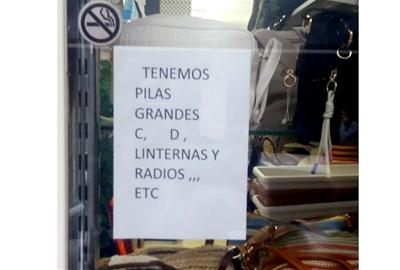 TENEMOS
PILAS
GRANDES
C, D ,
LINTERNAS Y
RADIOS ,,,
ETC